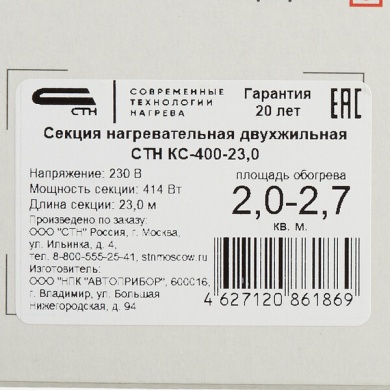 СТН
СОВРЕМЕННЫЕ
ТЕХНОЛОГИИ
НАГРЕВА
Гарантия
20 лет
EAC
Секция нагревательная двухжильная
СТН КС-400-23,0
Напряжение: 230 В
Мощность секции: 414 Вт
Длина секции: 23,0 м
Произведено по заказу:
ООО "СТН" Россия, г. Москва,
ул. Ильинка, д. 4,
тел. 8-800-555-25-41, stnmoscow.ru
Изготовитель:
ООО "НПК "АВТОПРИБОР", 600016,
г. Владимир, ул. Большая
Нижегородская, д. 94
площадь обогрева
2,0-2,7
кв. м.
4 627120 861869